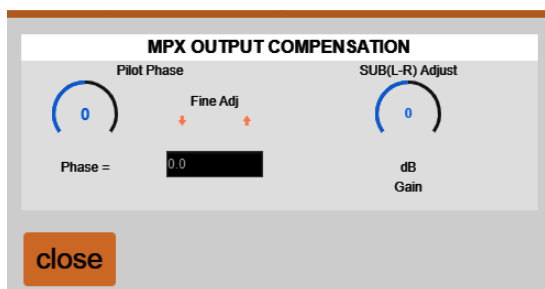 MPX OUTPUT COMPENSATION
Pilot Phase
SUB(L-R) Adjust
0
Fine Adj
0
Phase =
0.0
dB
Gain
close